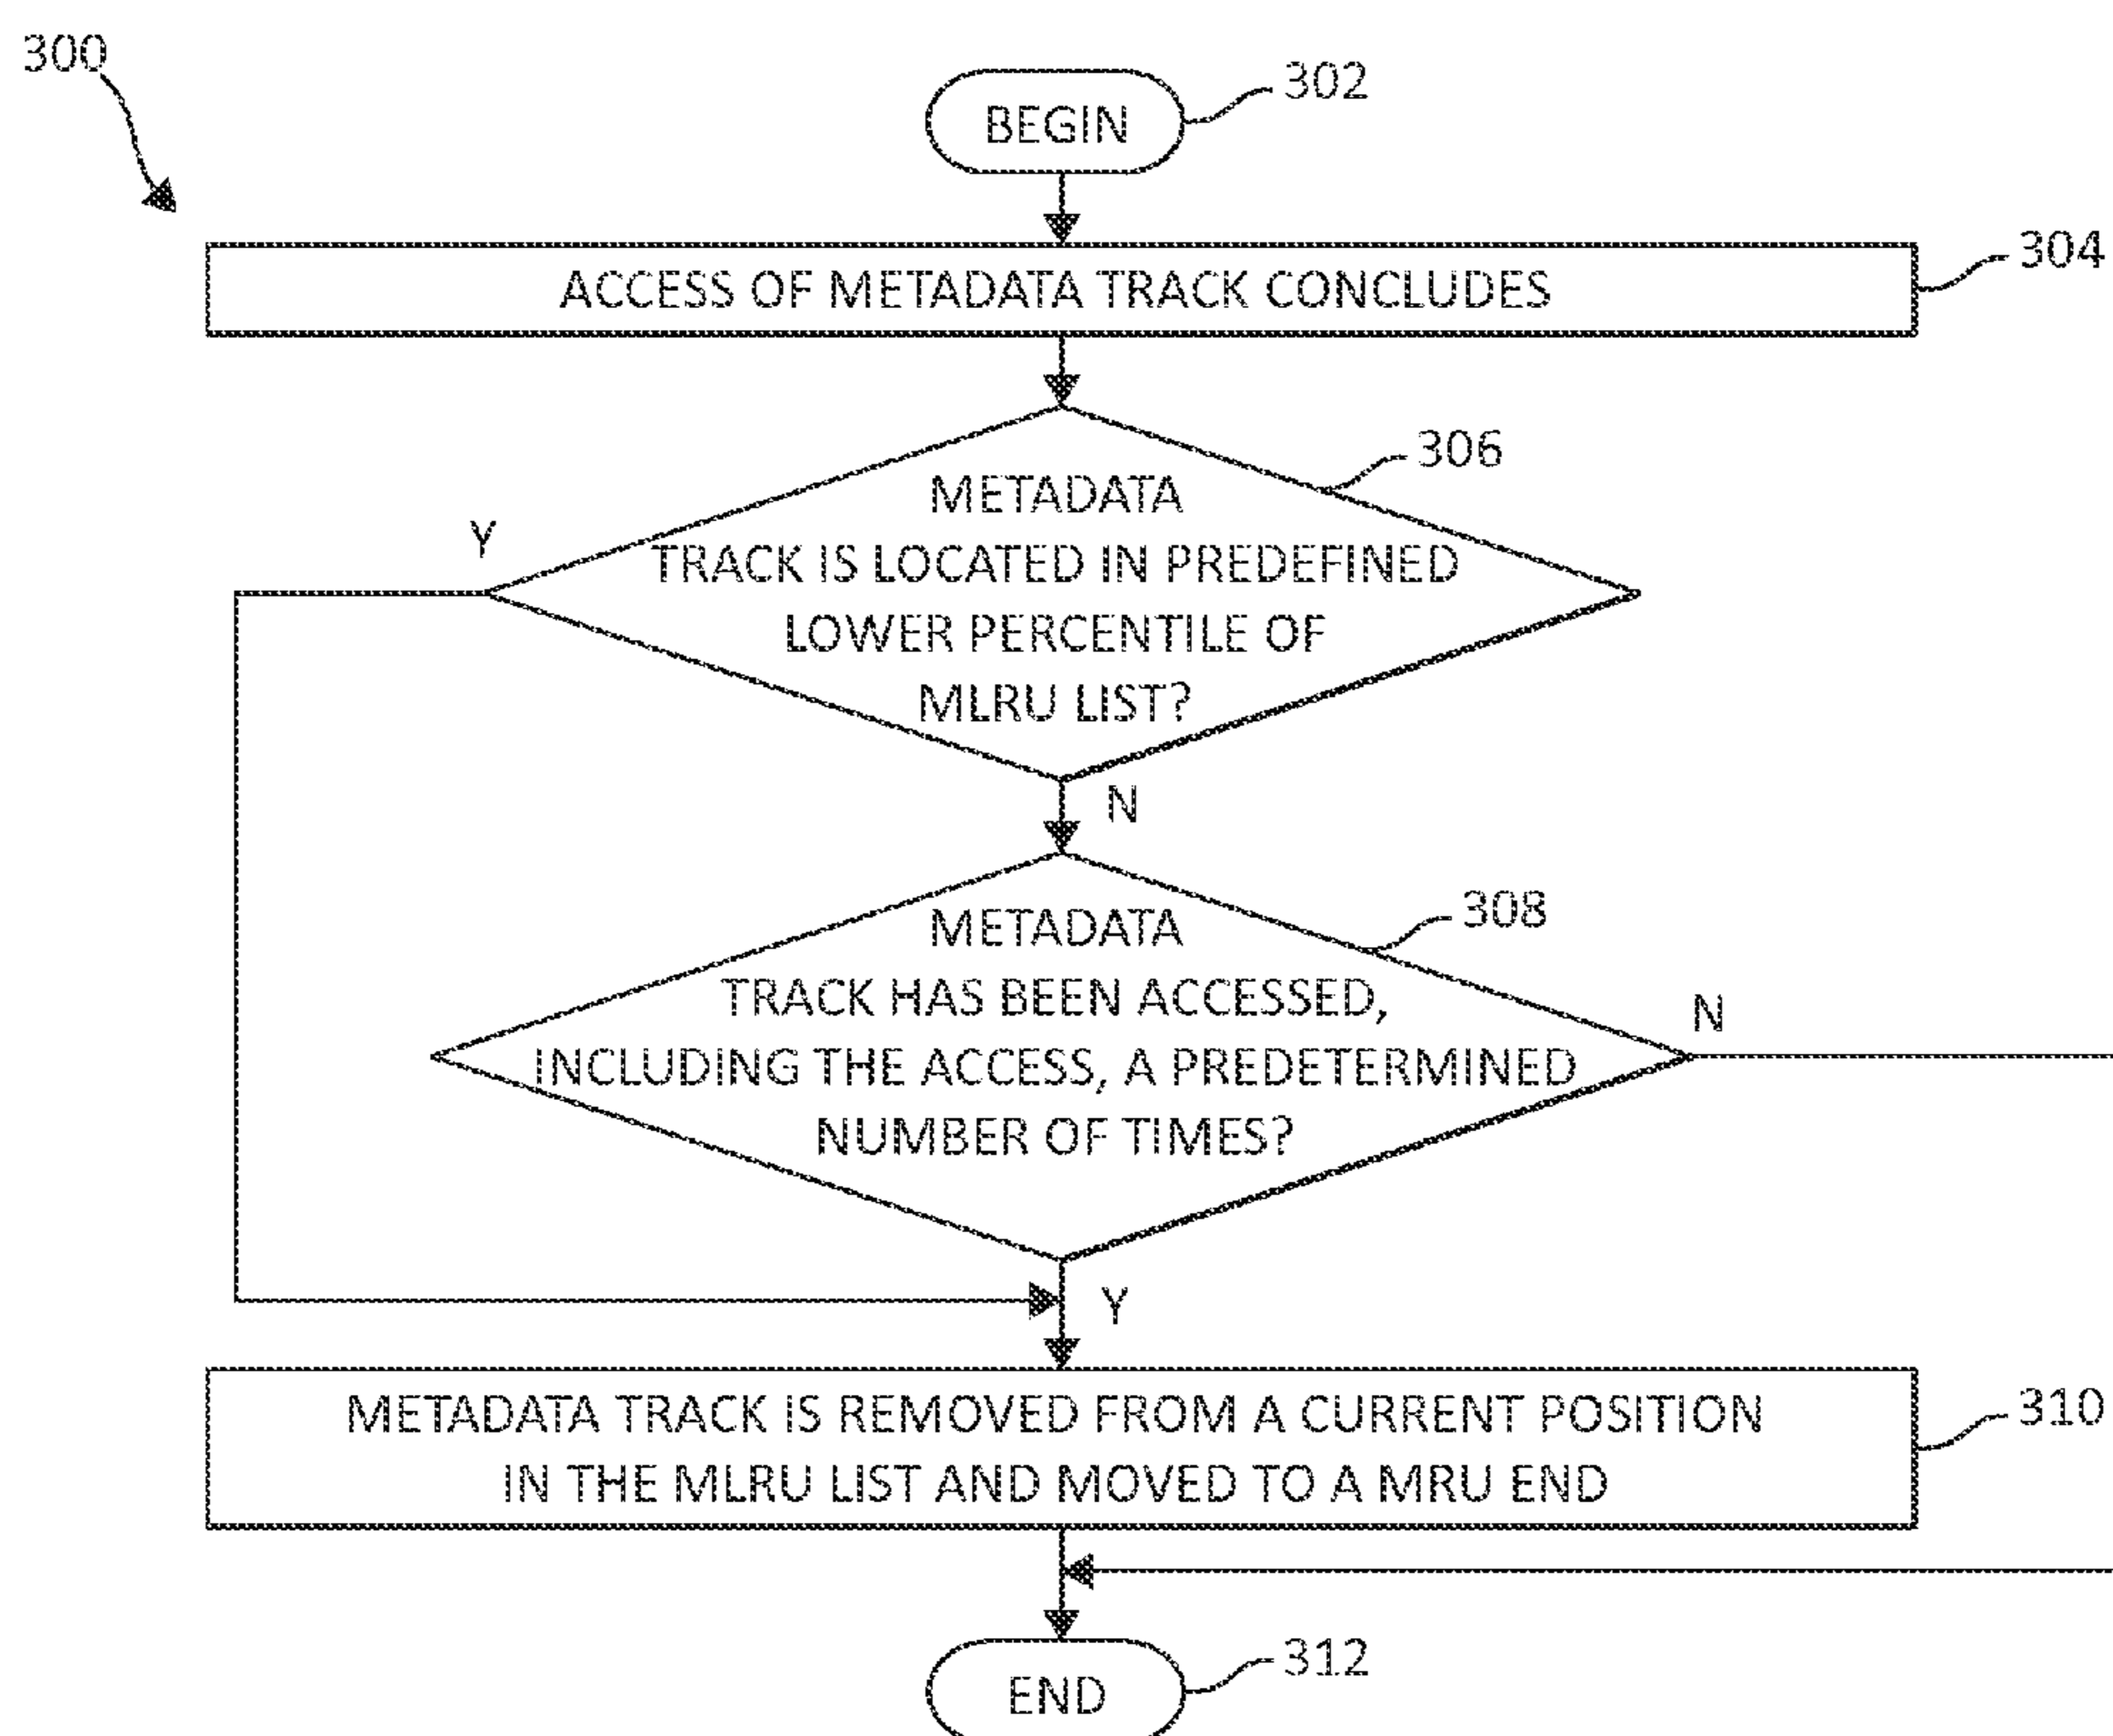 300
BEGIN
302
ACCESS OF METADATA TRACK CONCLUDES
304
306
METADATA
TRACK IS LOCATED IN PREDEFINED
LOWER PERCENTILE OF
MLRU LIST?
Y
N
308
METADATA
TRACK HAS BEEN ACCESSED,
INCLUDING THE ACCESS, A PREDETERMINED
NUMBER OF TIMES?
N
Y
METADATA TRACK IS REMOVED FROM A CURRENT POSITION
IN THE MLRU LIST AND MOVED TO A MRU END
310
END
312